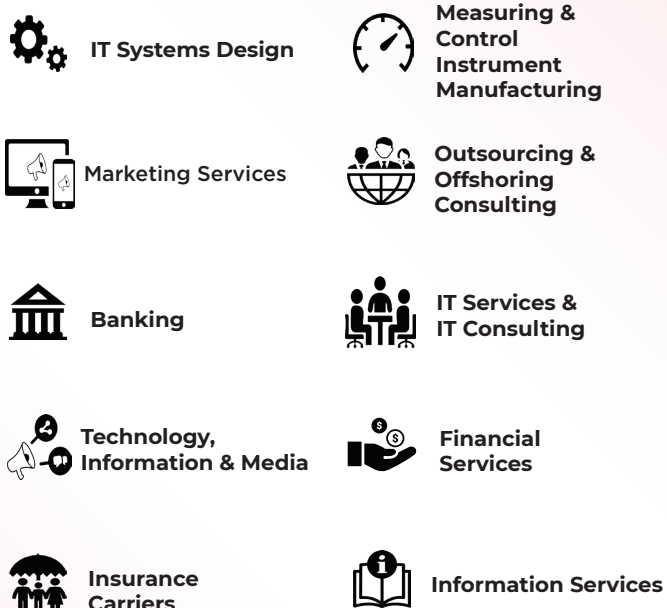 IT Systems Design
Measuring &
Control
Instrument
Manufacturing
Marketing Services
Outsourcing &
Offshoring
Consulting
Banking
IT Services &
IT Consulting
Technology,
Information & Media
Financial
Services
Insurance
Carriers
Information Services